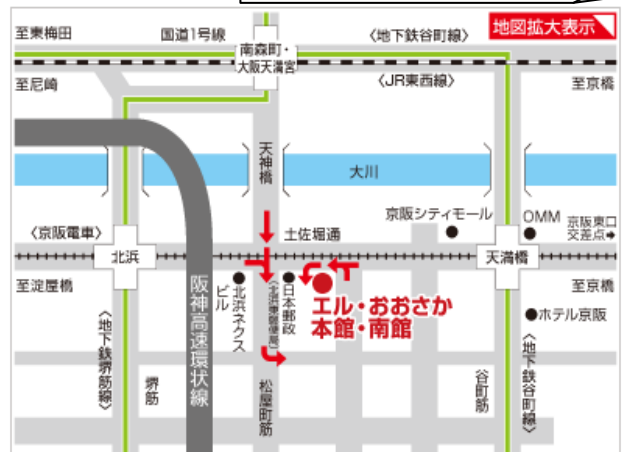 地図拡大表示
至東梅田
国道1号線
〈地下鉄谷町線〉
南森町・
大阪天満宮
至尼崎
〈JR東西線〉
至京橋
天神橋
大川
京阪シティモール
OMM
京阪東口
交差点➡
〈京阪電車〉
土佐堀通
北浜
天満橋
至淀屋橋
至京橋
阪神高速環状線
北浜ネクス
ビル
日本郵政
〈北浜東郵便局〉
エル・おおさか
本館・南館
ホテル京阪
〈地下鉄堺筋線〉
堺筋
松屋町筋
谷町筋
〈地下鉄谷町線〉